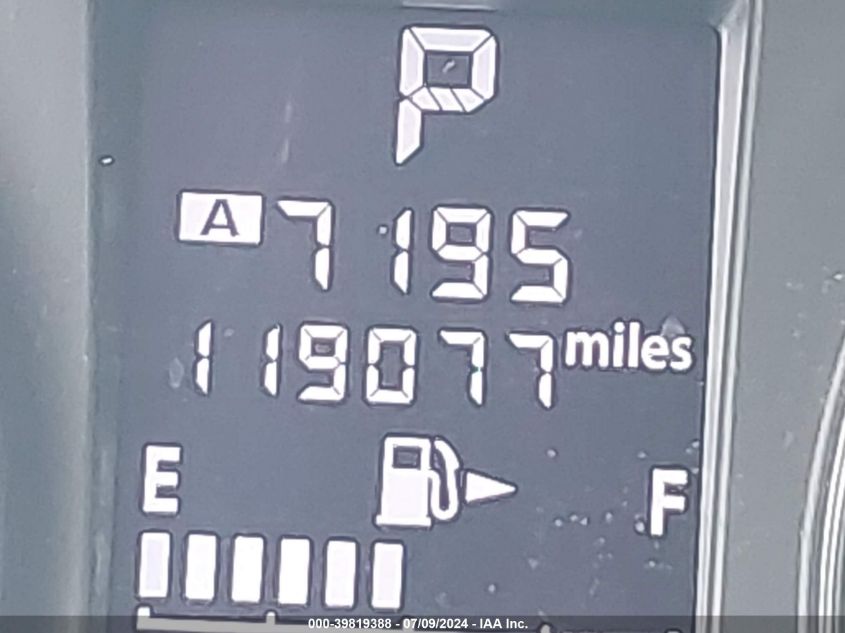 P
A 7195
119077 miles
E F
000-39819388 - 07/09/2024 - IAA Inc.